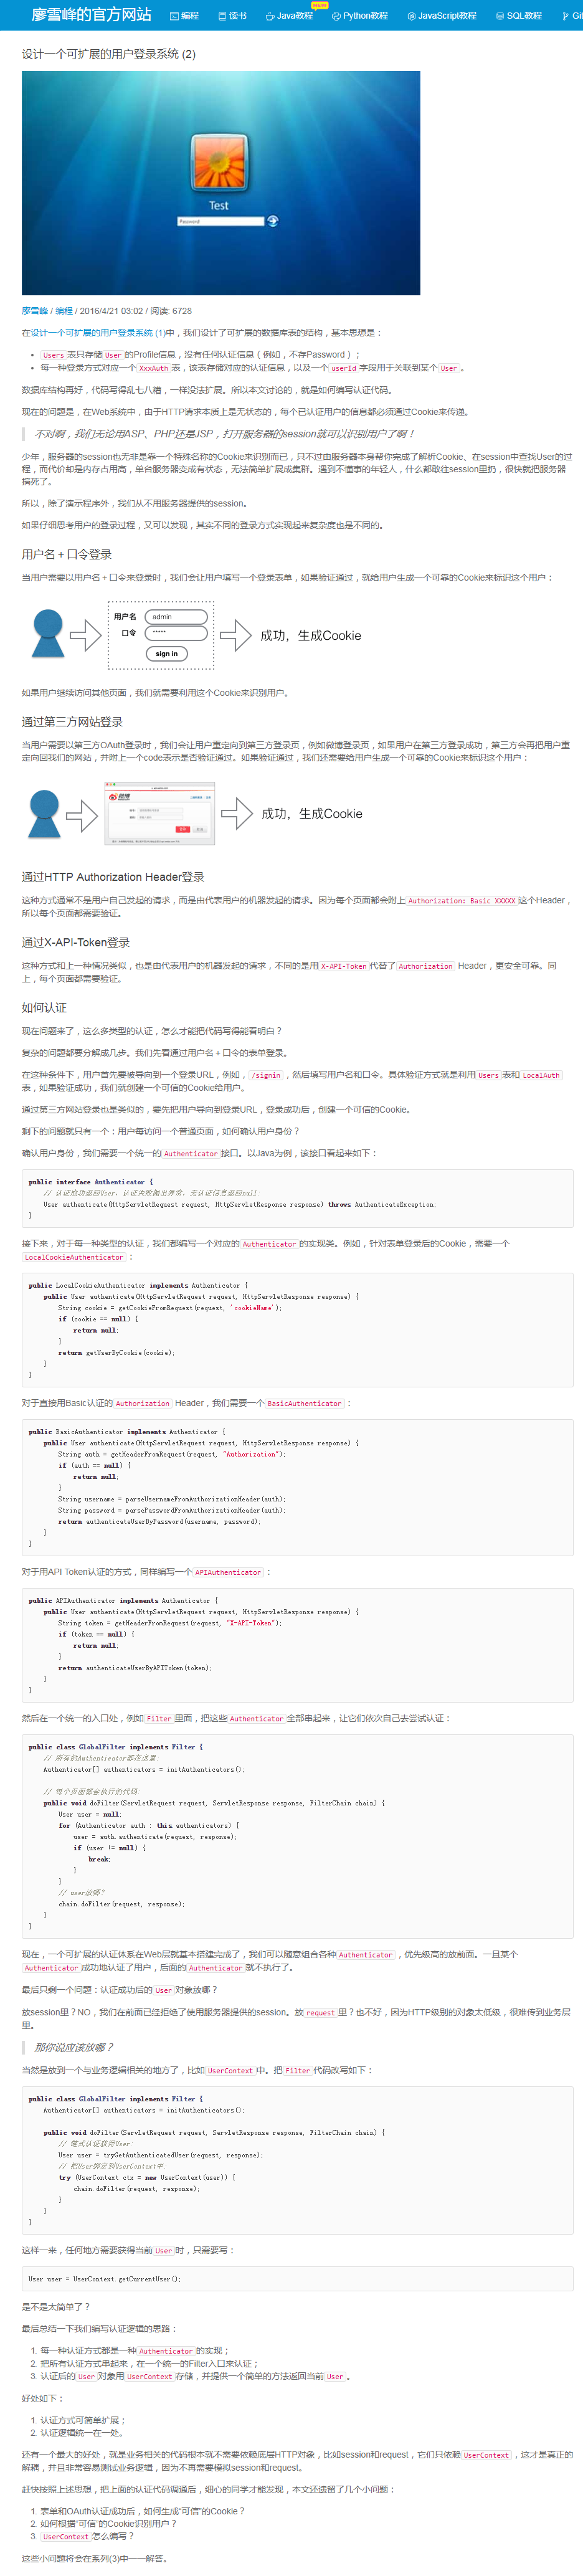 廖雪峰的官方网站 编程 读书 Java教程 Python教程 JavaScript教程 SQL教程
设计一个可扩展的用户登录系统 (2)
Test
Password
廖雪峰 / 编程 / 2016/4/21 03:02 / 阅读: 6728
在设计一个可扩展的用户登录系统 (1)中，我们设计了可扩展的数据库表的结构，基本思想是：
• Users 表只存储 User 的Profile信息，没有任何认证信息（例如，不存Password）；
• 每一种登录方式对应一个 XxxAuth 表，该表存储对应的认证信息，以及一个 userId 字段用于关联到某个 User 。
数据库结构再好，代码写得乱七八糟，一样没法扩展。所以本文讨论的，就是如何编写认证代码。
现在的问题是，在Web系统中，由于HTTP请求本质上是无状态的，每个已认证用户的信息都必须通过Cookie来传递。
不对啊，我们无论用ASP、PHP还是JSP，打开服务器的session就可以识别用户了啊！
少年，服务器的session也无非是靠一个特殊名称的Cookie来识别而已，只不过由服务器本身帮你完成了解析Cookie、在session中查找User的过
程，而代价却是内存占用高，单台服务器变成有状态，无法简单扩展成集群。遇到不懂事的年轻人，什么都敢往session里扔，很快就把服务器
搞死了。
所以，除了演示程序外，我们从不用服务器提供的session。
如果仔细思考用户的登录过程，又可以发现，其实不同的登录方式实现起来复杂度也是不同的。
用户名 + 口令登录
当用户需要以用户名 + 口令来登录时，我们会让用户填写一个登录表单，如果验证通过，就给用户生成一个可靠的Cookie来标识这个用户：
用户名 admin
口令 *****
sign in
成功，生成Cookie
如果用户继续访问其他页面，我们就需要利用这个Cookie来识别用户。
通过第三方网站登录
当用户需要以第三方OAuth登录时，我们会让用户重定向到第三方登录页，例如微博登录页，如果用户在第三方登录成功，第三方会再把用户重
定向回我们的网站，并附上一个code表示是否验证通过。如果验证通过，我们还需要给用户生成一个可靠的Cookie来标识这个用户：
成功，生成Cookie
通过HTTP Authorization Header登录
这种方式通常不是用户自己发起的请求，而是由代表用户的机器发起的请求。因为每个页面都会附上 Authorization: Basic XXXXX 这个Header，
所以每个页面都需要验证。
通过X-API-Token登录
这种方式和上一种情况类似，也是由代表用户的机器发起的请求，不同的是用 X-API-Token 代替了 Authorization Header，更安全可靠。同
上，每个页面都需要验证。
如何认证
现在问题来了，这么多类型的认证，怎么才能把代码写得能看明白？
复杂的问题都要分解成几步。我们先看通过用户名 + 口令的表单登录。
在这种条件下，用户首先要被导向到一个登录URL，例如， /signin ，然后填写用户名和口令。具体验证方式就是利用 Users 表和 LocalAuth
表，如果验证成功，我们就创建一个可信的Cookie给用户。
通过第三方网站登录也是类似的，要先把用户导向到登录URL，登录成功后，创建一个可信的Cookie。
剩下的问题就只有一个：用户每访问一个普通页面，如何确认用户身份？
确认用户身份，我们需要一个统一的 Authenticator 接口。以Java为例，该接口看起来如下：
public interface Authenticator {
// 认证成功返回User，认证失败抛出异常，无认证信息返回null:
User authenticate(HttpServletRequest request, HttpServletResponse response) throws AuthenticateException;
}
接下来，对于每一种类型的认证，我们都编写一个对应的 Authenticator 的实现类。例如，针对表单登录后的Cookie，需要一个
LocalCookieAuthenticator ：
public LocalCookieAuthenticator implements Authenticator {
public User authenticate(HttpServletRequest request, HttpServletResponse response) {
String cookie = getCookieFromRequest(request, 'cookieName');
if (cookie == null) {
return null;
}
return getUserByCookie(cookie);
}
}
对于直接用Basic认证的 Authorization Header，我们需要一个 BasicAuthenticator ：
public BasicAuthenticator implements Authenticator {
public User authenticate(HttpServletRequest request, HttpServletResponse response) {
String auth = getHeaderFromRequest(request, "Authorization");
if (auth == null) {
return null;
}
String username = parseUsernameFromAuthorizationHeader(auth);
String password = parsePasswordFromAuthorizationHeader(auth);
return authenticateUserByPassword(username, password);
}
}
对于用API Token认证的方式，同样编写一个 APIAuthenticator ：
public APIAuthenticator implements Authenticator {
public User authenticate(HttpServletRequest request, HttpServletResponse response) {
String token = getHeaderFromRequest(request, "X-API-Token");
if (token == null) {
return null;
}
return authenticateUserByAPIToken(token);
}
}
然后在一个统一的入口处，例如 Filter 里面，把这些 Authenticator 全部串起来，让它们依次自己去尝试认证：
public class GlobalFilter implements Filter {
// 所有的Authenticator都在这里:
Authenticator[] authenticators = initAuthenticators();
// 每个页面都会执行的代码:
public void doFilter(ServletRequest request, ServletResponse response, FilterChain chain) {
User user = null;
for (Authenticator auth : this.authenticators) {
user = auth.authenticate(request, response);
if (user != null) {
break;
}
}
// user放哪?
chain.doFilter(request, response);
}
}
现在，一个可扩展的认证体系在Web层就基本搭建完成了，我们可以随意组合各种 Authenticator ，优先级高的放前面。一旦某个
Authenticator 成功地认证了用户，后面的 Authenticator 就不执行了。
最后只剩一个问题：认证成功后的 User 对象放哪？
放session里？NO，我们在前面已经拒绝了使用服务器提供的session。放 request 里？也不好，因为HTTP级别的对象太低级，很难传到业务层
里。
那你说应该放哪？
当然是放到一个与业务逻辑相关的地方了，比如 UserContext 中。把 Filter 代码改写如下：
public class GlobalFilter implements Filter {
Authenticator[] authenticators = initAuthenticators();
public void doFilter(ServletRequest request, ServletResponse response, FilterChain chain) {
// 链式认证获得User:
User user = tryGetAuthenticatedUser(request, response);
// 把User绑定到UserContext中:
try (UserContext ctx = new UserContext(user)) {
chain.doFilter(request, response);
}
}
}
这样一来，任何地方需要获得当前 User 时，只需要写：
User user = UserContext.getCurrentUser();
是不是太简单了？
最后总结一下我们编写认证逻辑的思路：
1. 每一种认证方式都是一种 Authenticator 的实现；
2. 把所有认证方式串起来，在一个统一的Filter入口来认证；
3. 认证后的 User 对象用 UserContext 存储，并提供一个简单的方法返回当前 User 。
好处如下：
1. 认证方式可简单扩展；
2. 认证逻辑统一在一处。
还有一个最大的好处，就是业务相关的代码根本就不需要依赖底层HTTP对象，比如session和request，它们只依赖 UserContext ，这才是真正的
解耦，并且非常容易测试业务逻辑，因为不再需要模拟session和request。
赶快按照上述思想，把上面的认证代码调通后，细心的同学才能发现，本文还遗留了几个小问题：
1. 表单和OAuth认证成功后，如何生成“可信”的Cookie？
2. 如何根据“可信”的Cookie识别用户？
3. UserContext 怎么编写？
这些小问题将会在系列(3)中一一解答。